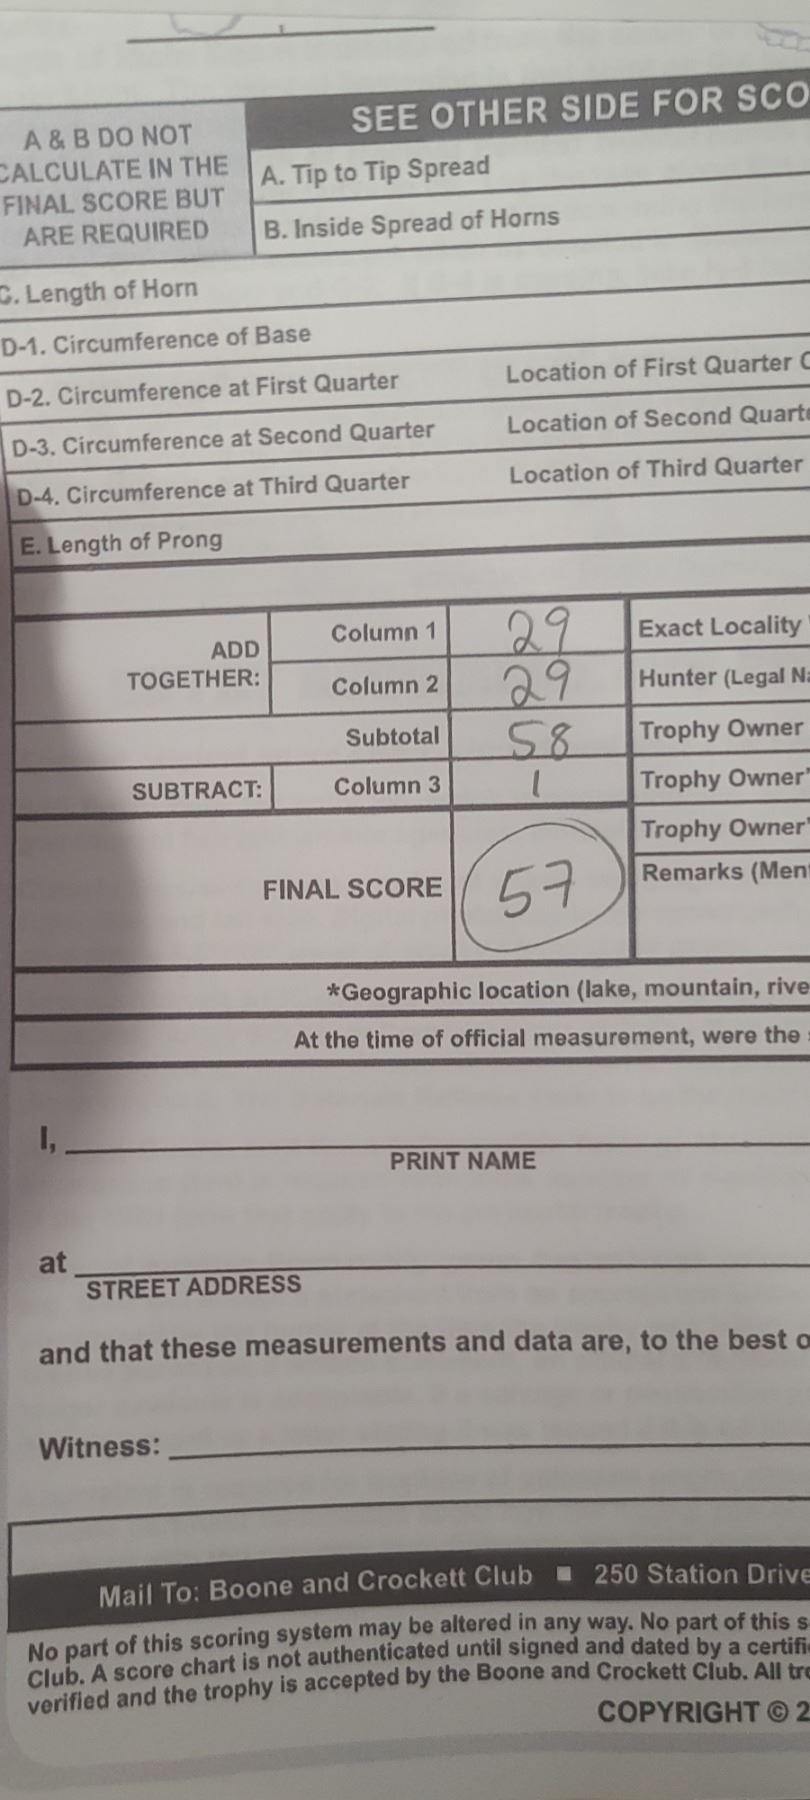 SEE OTHER SIDE FOR SCO
A & B DO NOT
CALCULATE IN THE
FINAL SCORE BUT
ARE REQUIRED
A. Tip to Tip Spread
B. Inside Spread of Horns
C. Length of Horn
D-1. Circumference of Base
D-2. Circumference at First Quarter Location of First Quarter C
D-3. Circumference at Second Quarter Location of Second Quarte
D-4. Circumference at Third Quarter Location of Third Quarter
E. Length of Prong
ADD
TOGETHER:
Column 1 29 Exact Locality
Column 2 29 Hunter (Legal Na
Subtotal 58 Trophy Owner
SUBTRACT: Column 3 1 Trophy Owner'
Trophy Owner'
FINAL SCORE 57 Remarks (Men
*Geographic location (lake, mountain, rive
At the time of official measurement, were the
I,
PRINT NAME
at
STREET ADDRESS
and that these measurements and data are, to the best o
Witness:
Mail To: Boone and Crockett Club ■ 250 Station Drive
No part of this scoring system may be altered in any way. No part of this s
Club. A score chart is not authenticated until signed and dated by a certifi
verified and the trophy is accepted by the Boone and Crockett Club. All tre
COPYRIGHT © 2